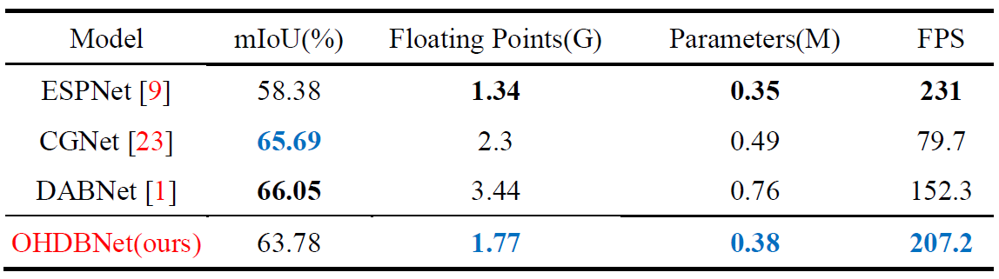 Model mIoU(%) Floating Points(G) Parameters(M) FPS
ESPNet [9] 58.38 1.34 0.35 231
CGNet [23] 65.69 2.3 0.49 79.7
DABNet [1] 66.05 3.44 0.76 152.3
OHDBNet(ours) 63.78 1.77 0.38 207.2